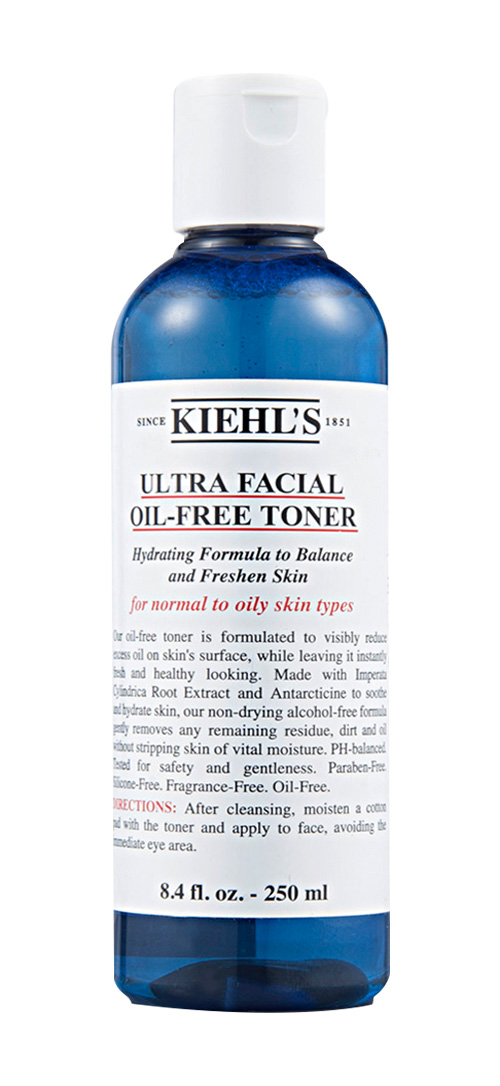 SINCE KIEHL'S 1851
ULTRA FACIAL
OIL-FREE TONER
Hydrating Formula to Balance
and Freshen Skin
for normal to oily skin types
Our oil-free toner is formulated to visibly reduce
excess oil on skin's surface, while leaving it instantly
fresh and healthy looking. Made with Imperata
Cylindrica Root Extract and Antarcticine to soothe
and hydrate skin, our non-drying alcohol-free formula
gently removes any remaining residue, dirt and oil
without stripping skin of vital moisture. PH-balanced.
Tested for safety and gentleness. Paraben-Free.
Silicone-Free. Fragrance-Free. Oil-Free.
DIRECTIONS: After cleansing, moisten a cotton
pad with the toner and apply to face, avoiding the
immediate eye area.
8.4 fl. oz. - 250 ml